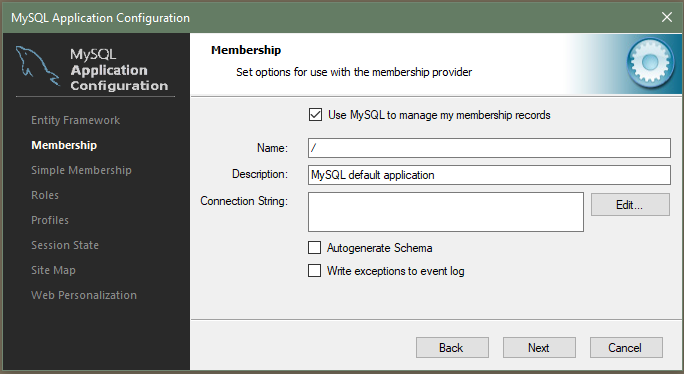 MySQL Application Configuration
MySQL
Application
Configuration
Entity Framework
Membership
Simple Membership
Roles
Profiles
Session State
Site Map
Web Personalization
Membership
Set options for use with the membership provider
Use MySQL to manage my membership records
Name: /
Description: MySQL default application
Connection String:
Edit...
Autogenerate Schema
Write exceptions to event log
Back Next Cancel